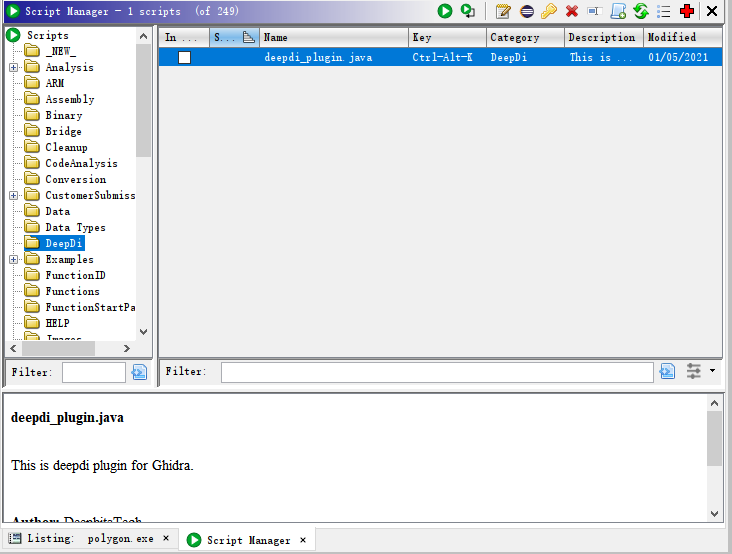 Script Manager - 1 scripts (of 249)
Scripts
_NEW_
Analysis
ARM
Assembly
Binary
Bridge
Cleanup
CodeAnalysis
Conversion
CustomerSubmiss
Data
Data Types
DeepDi
Examples
FunctionID
Functions
FunctionStartPa
HELP
Images
Filter:
In ... S... Name Key Category Description Modified
deepdi_plugin.java Ctrl-Alt-K DeepDi This is ... 01/05/2021
Filter:
deepdi_plugin.java
This is deepdi plugin for Ghidra.
Author: DeepbitsTech
Listing: polygon.exe × Script Manager ×